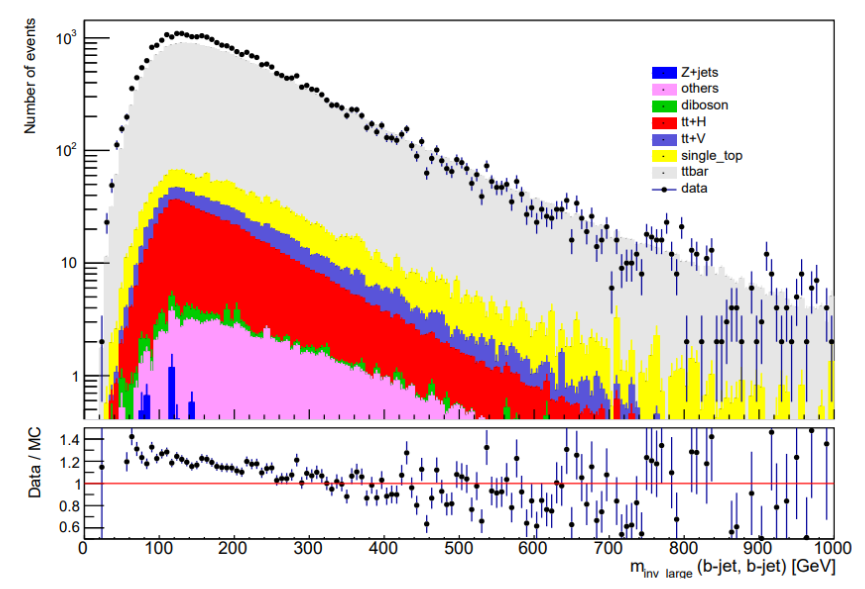 Number of events
10³
10²
10
1
Z+jets
others
diboson
tt+H
tt+V
single_top
ttbar
data
Data / MC
1.4
1.2
1
0.8
0.6
0 100 200 300 400 500 600 700 800 900 1000
m_inv_large (b-jet, b-jet) [GeV]